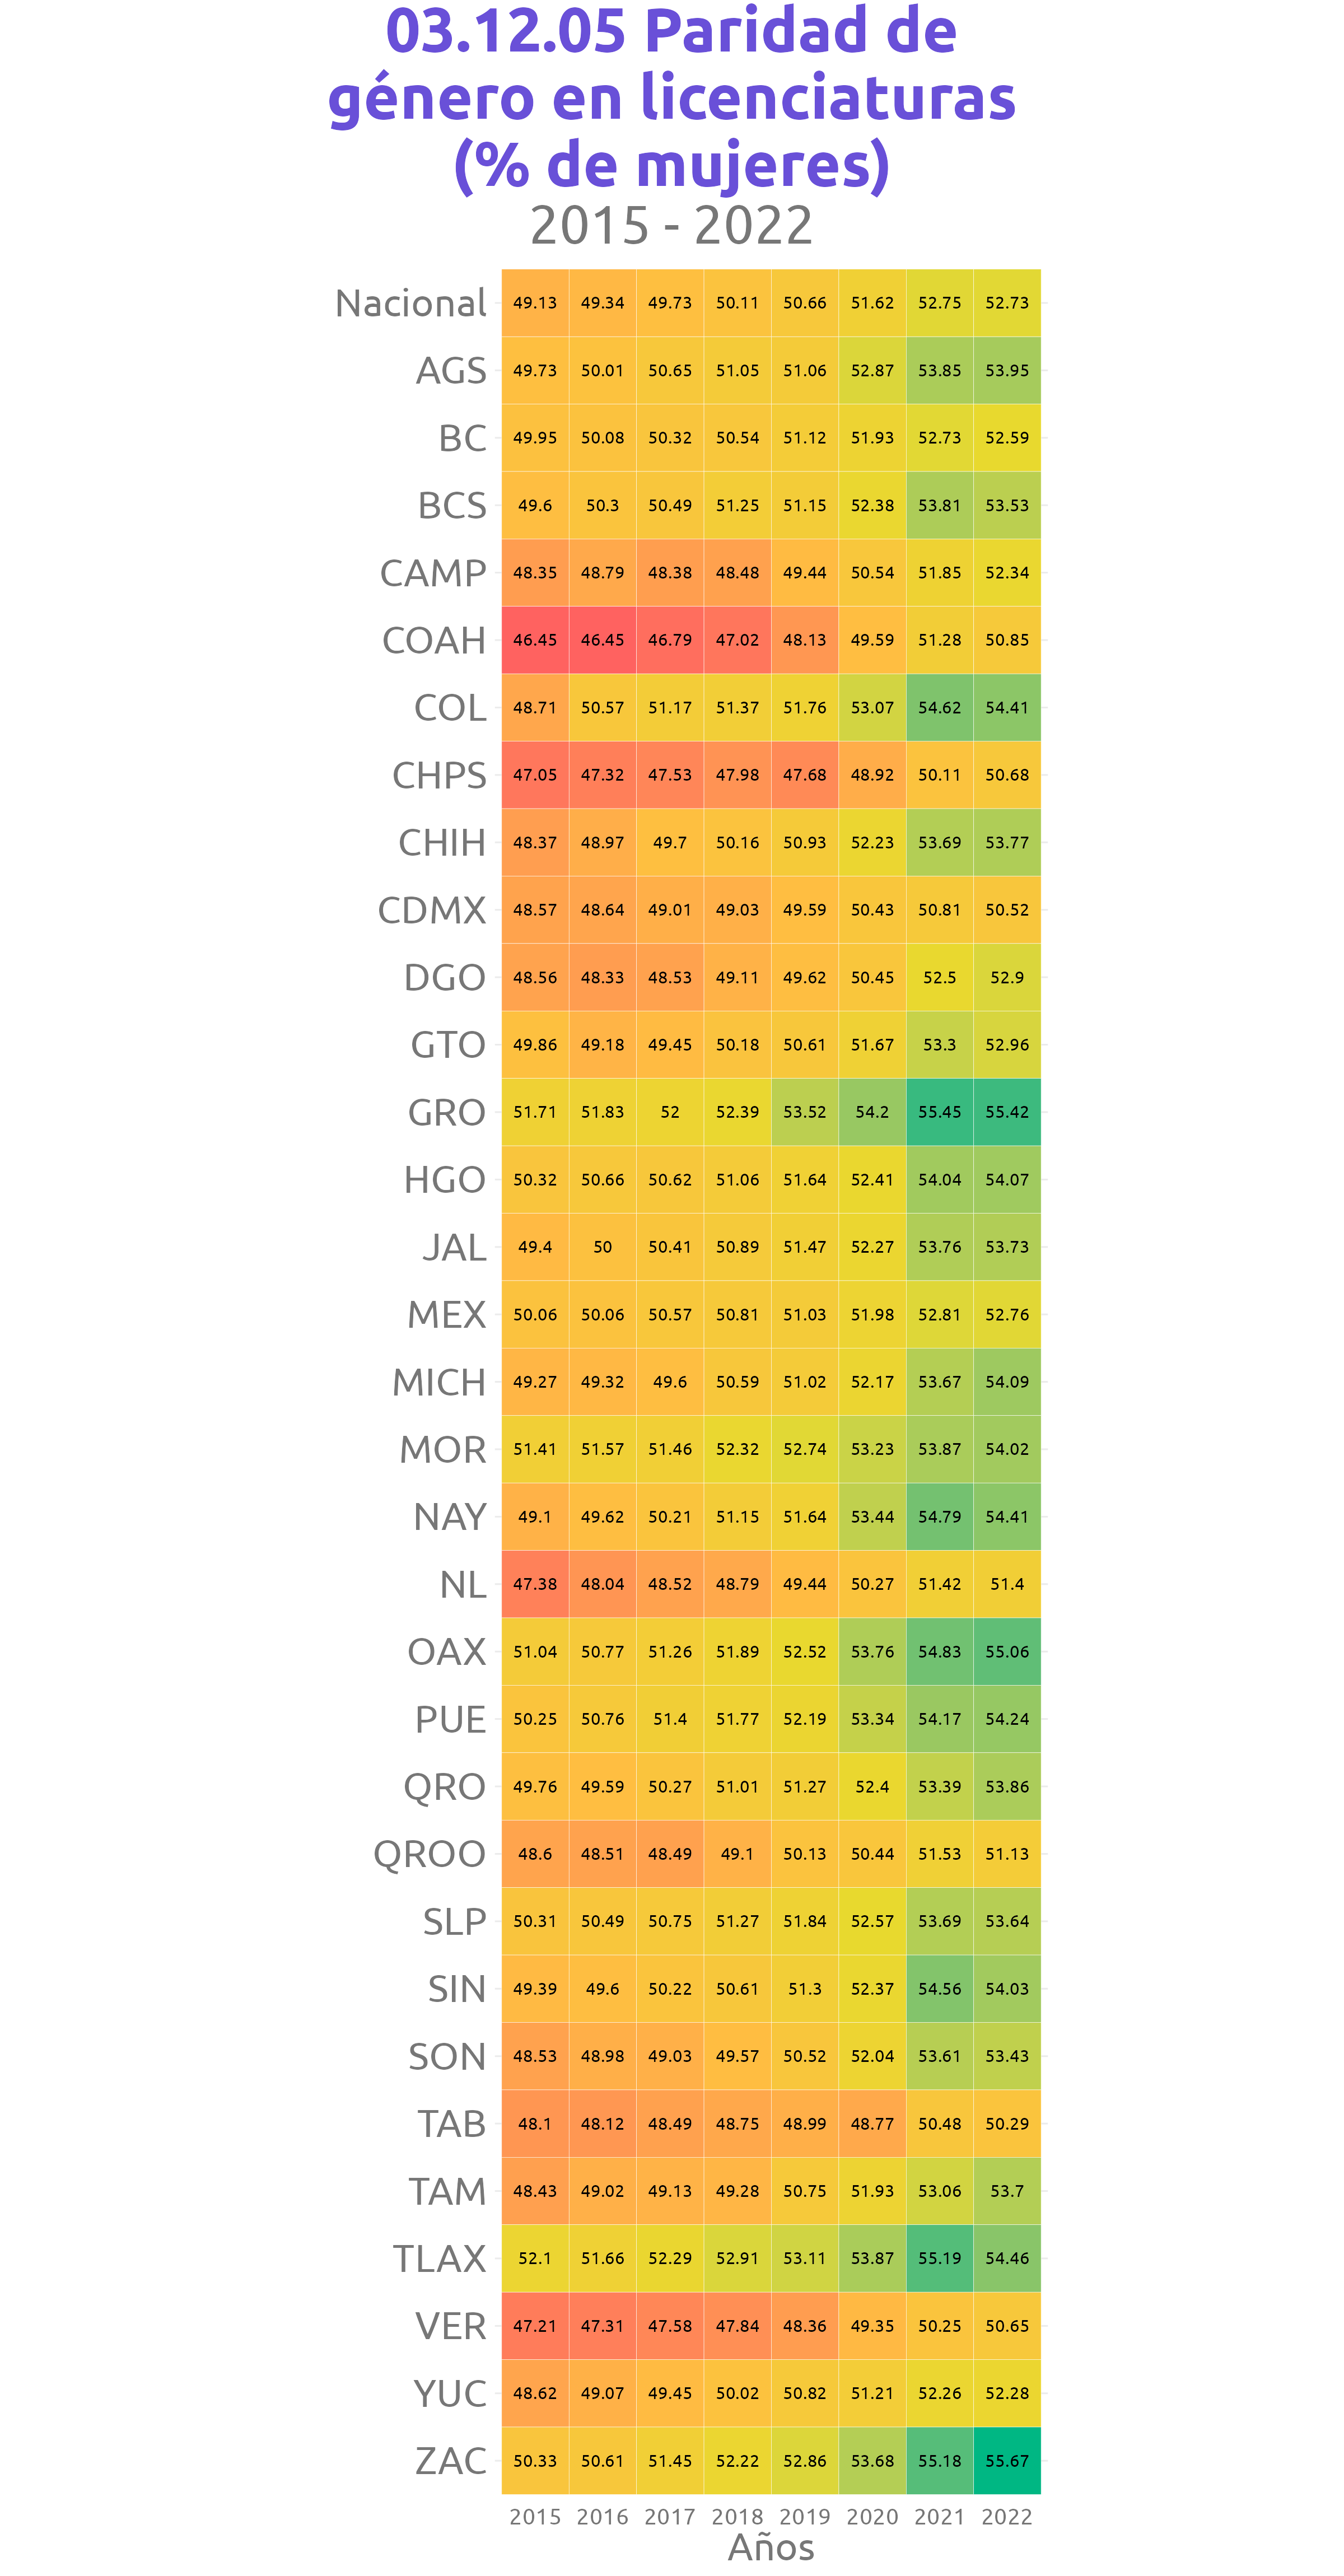 03.12.05 Paridad de
género en licenciaturas
(% de mujeres)
2015 - 2022
Nacional 49.13 49.34 49.73 50.11 50.66 51.62 52.75 52.73
AGS 49.73 50.01 50.65 51.05 51.06 52.87 53.85 53.95
BC 49.95 50.08 50.32 50.54 51.12 51.93 52.73 52.59
BCS 49.6 50.3 50.49 51.25 51.15 52.38 53.81 53.53
CAMP 48.35 48.79 48.38 48.48 49.44 50.54 51.85 52.34
COAH 46.45 46.45 46.79 47.02 48.13 49.59 51.28 50.85
COL 48.71 50.57 51.17 51.37 51.76 53.07 54.62 54.41
CHPS 47.05 47.32 47.53 47.98 47.68 48.92 50.11 50.68
CHIH 48.37 48.97 49.7 50.16 50.93 52.23 53.69 53.77
CDMX 48.57 48.64 49.01 49.03 49.59 50.43 50.81 50.52
DGO 48.56 48.33 48.53 49.11 49.62 50.45 52.5 52.9
GTO 49.86 49.18 49.45 50.18 50.61 51.67 53.3 52.96
GRO 51.71 51.83 52 52.39 53.52 54.2 55.45 55.42
HGO 50.32 50.66 50.62 51.06 51.64 52.41 54.04 54.07
JAL 49.4 50 50.41 50.89 51.47 52.27 53.76 53.73
MEX 50.06 50.06 50.57 50.81 51.03 51.98 52.81 52.76
MICH 49.27 49.32 49.6 50.59 51.02 52.17 53.67 54.09
MOR 51.41 51.57 51.46 52.32 52.74 53.23 53.87 54.02
NAY 49.1 49.62 50.21 51.15 51.64 53.44 54.79 54.41
NL 47.38 48.04 48.52 48.79 49.44 50.27 51.42 51.4
OAX 51.04 50.77 51.26 51.89 52.52 53.76 54.83 55.06
PUE 50.25 50.76 51.4 51.77 52.19 53.34 54.17 54.24
QRO 49.76 49.59 50.27 51.01 51.27 52.4 53.39 53.86
QROO 48.6 48.51 48.49 49.1 50.13 50.44 51.53 51.13
SLP 50.31 50.49 50.75 51.27 51.84 52.57 53.69 53.64
SIN 49.39 49.6 50.22 50.61 51.3 52.37 54.56 54.03
SON 48.53 48.98 49.03 49.57 50.52 52.04 53.61 53.43
TAB 48.1 48.12 48.49 48.75 48.99 48.77 50.48 50.29
TAM 48.43 49.02 49.13 49.28 50.75 51.93 53.06 53.7
TLAX 52.1 51.66 52.29 52.91 53.11 53.87 55.19 54.46
VER 47.21 47.31 47.58 47.84 48.36 49.35 50.25 50.65
YUC 48.62 49.07 49.45 50.02 50.82 51.21 52.26 52.28
ZAC 50.33 50.61 51.45 52.22 52.86 53.68 55.18 55.67
2015 2016 2017 2018 2019 2020 2021 2022
Años